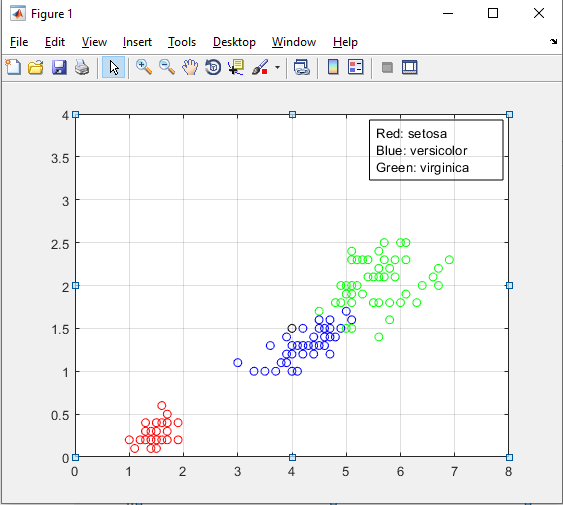 Figure 1
File Edit View Insert Tools Desktop Window Help
4
3.5
3
2.5
2
1.5
1
0.5
0
Red: setosa
Blue: versicolor
Green: virginica
0 1 2 3 4 5 6 7 8